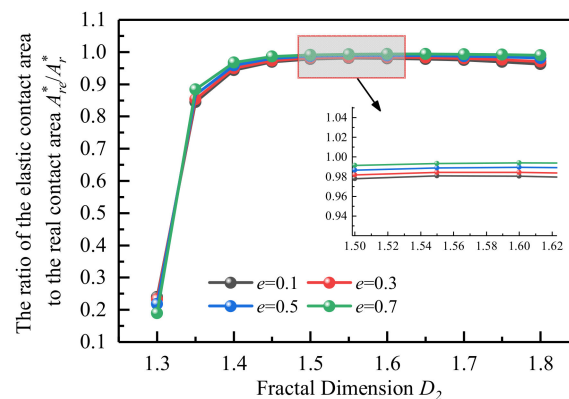 The ratio of the elastic contact area
to the real contact area A*re/A*r
1.1
1.0
0.9
0.8
0.7
0.6
0.5
0.4
0.3
0.2
0.1
1.04
1.02
1.00
0.98
0.96
0.94
1.50 1.52 1.54 1.56 1.58 1.60 1.62
e=0.1 e=0.3
e=0.5 e=0.7
1.3 1.4 1.5 1.6 1.7 1.8
Fractal Dimension D2